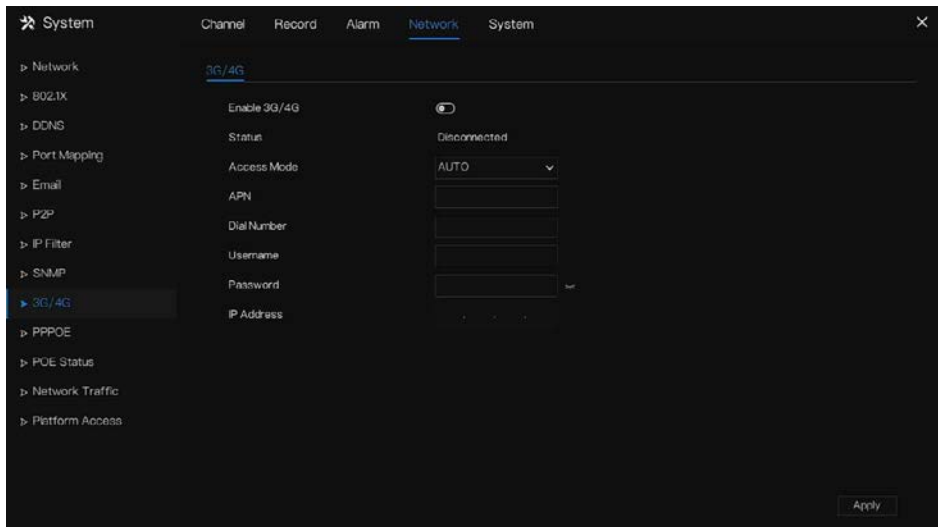 System
Channel Record Alarm Network System
Network
802.1X
DDNS
Port Mapping
Email
P2P
IP Filter
SNMP
3G/4G
PPPOE
POE Status
Network Traffic
Platform Access
3G/4G
Enable 3G/4G
Status Disconnected
Access Mode AUTO
APN
Dial Number
Username
Password
IP Address . . .
Apply